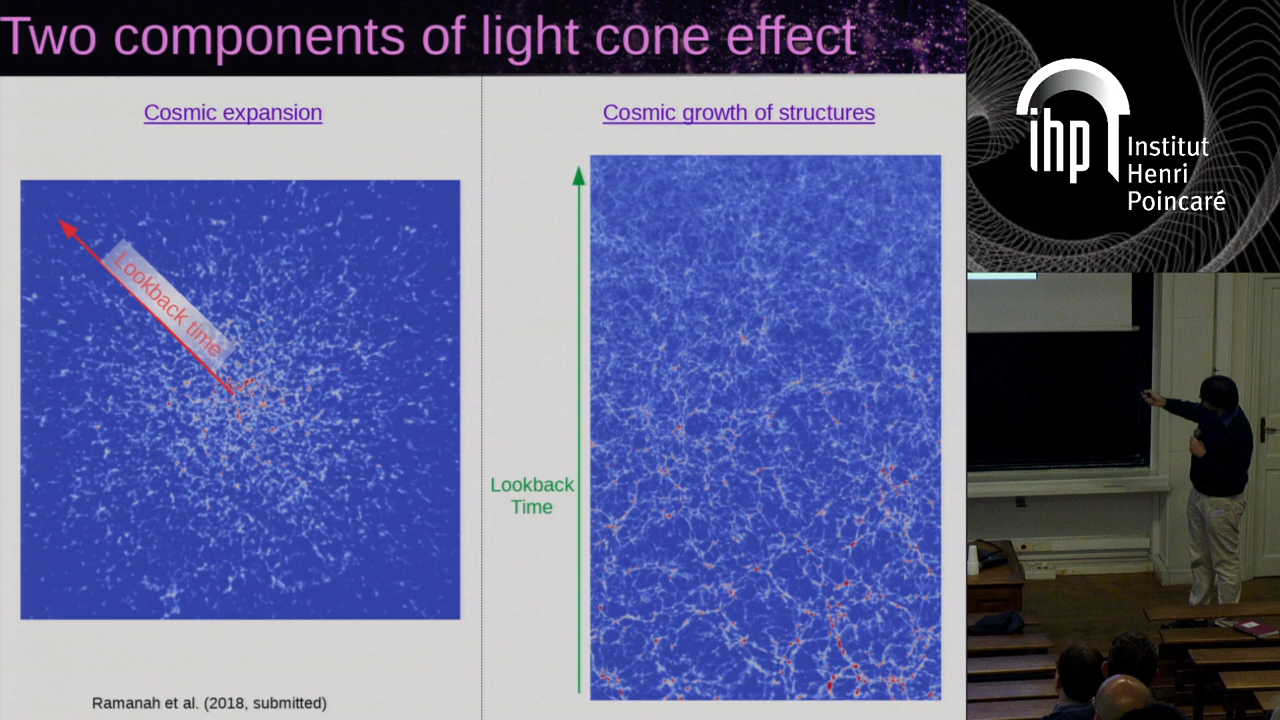 Two components of light cone effect
Cosmic expansion
Lookback time
Ramanah et al. (2018, submitted)
Cosmic growth of structures
Lookback
Time
ihp
Institut
Henri
Poincaré